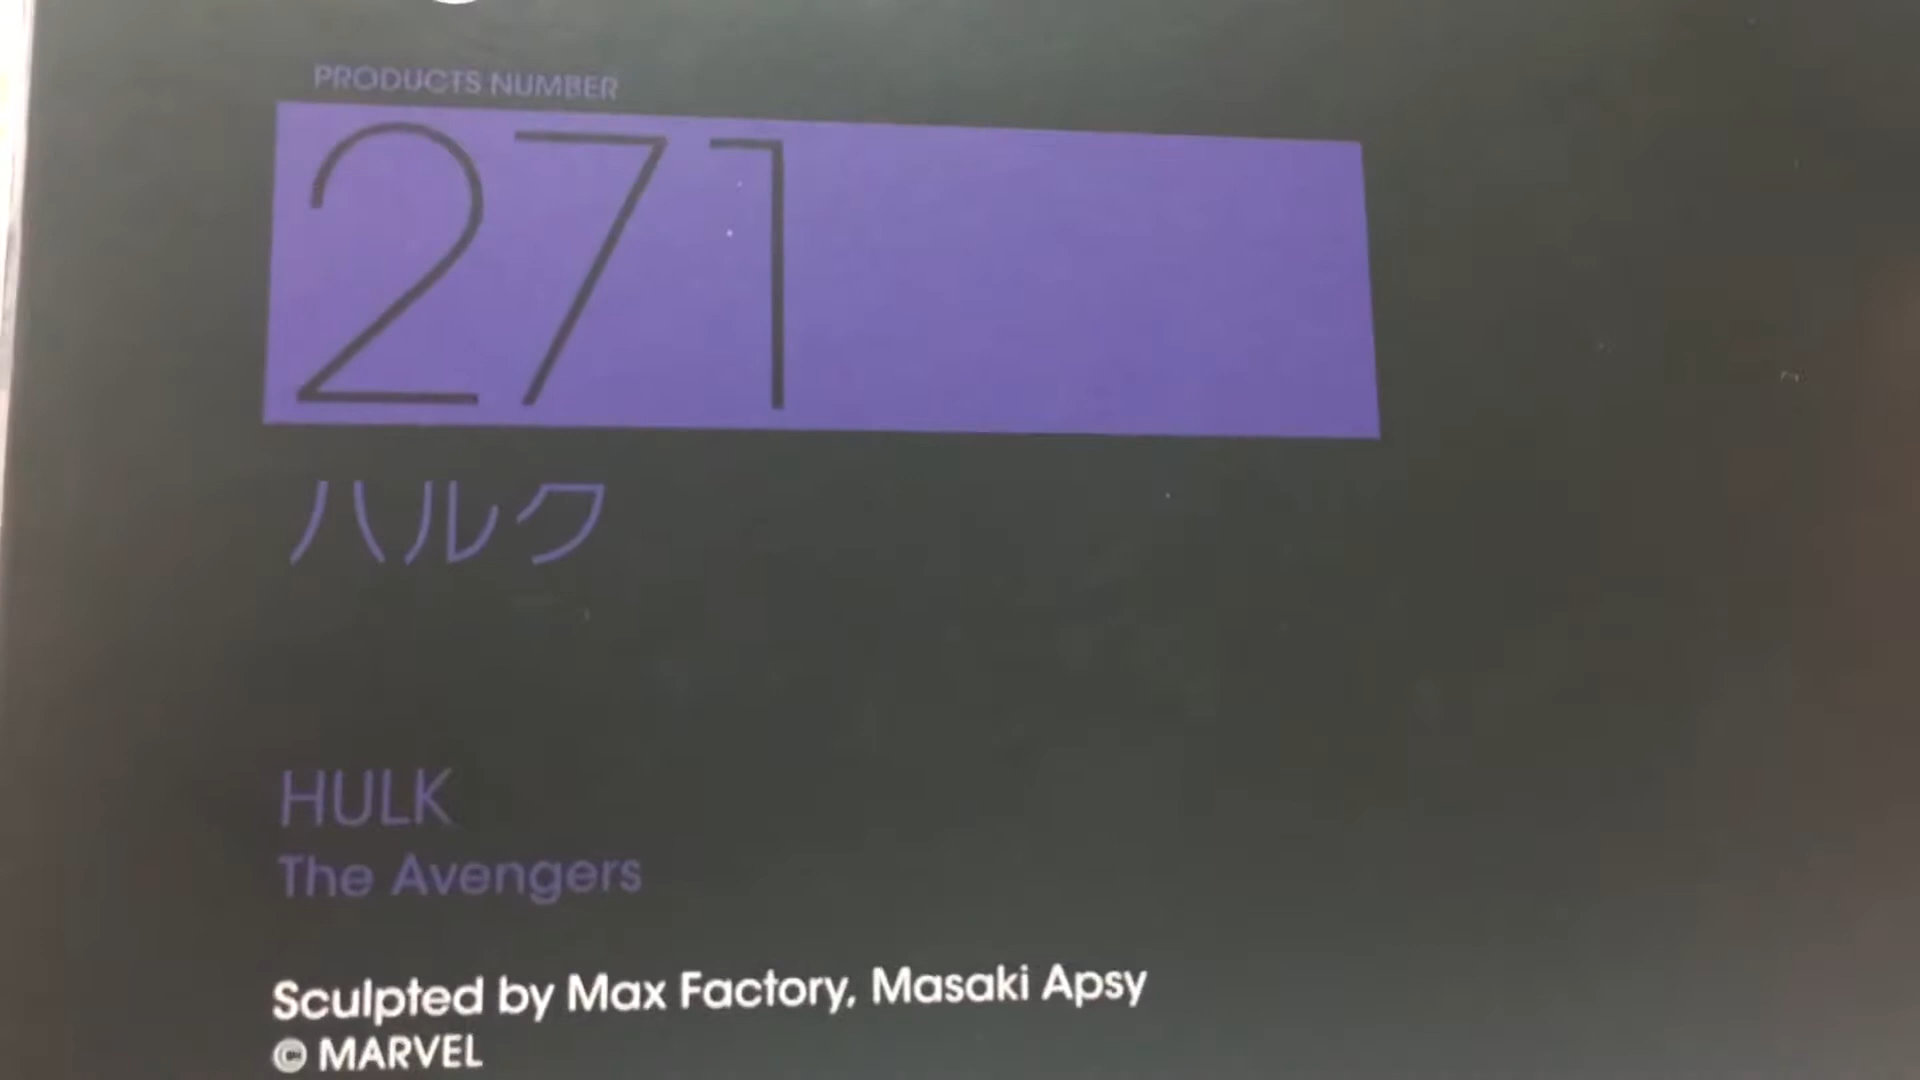 PRODUCTS NUMBER
271
ハルク
HULK
The Avengers
Sculpted by Max Factory, Masaki Apsy
© MARVEL